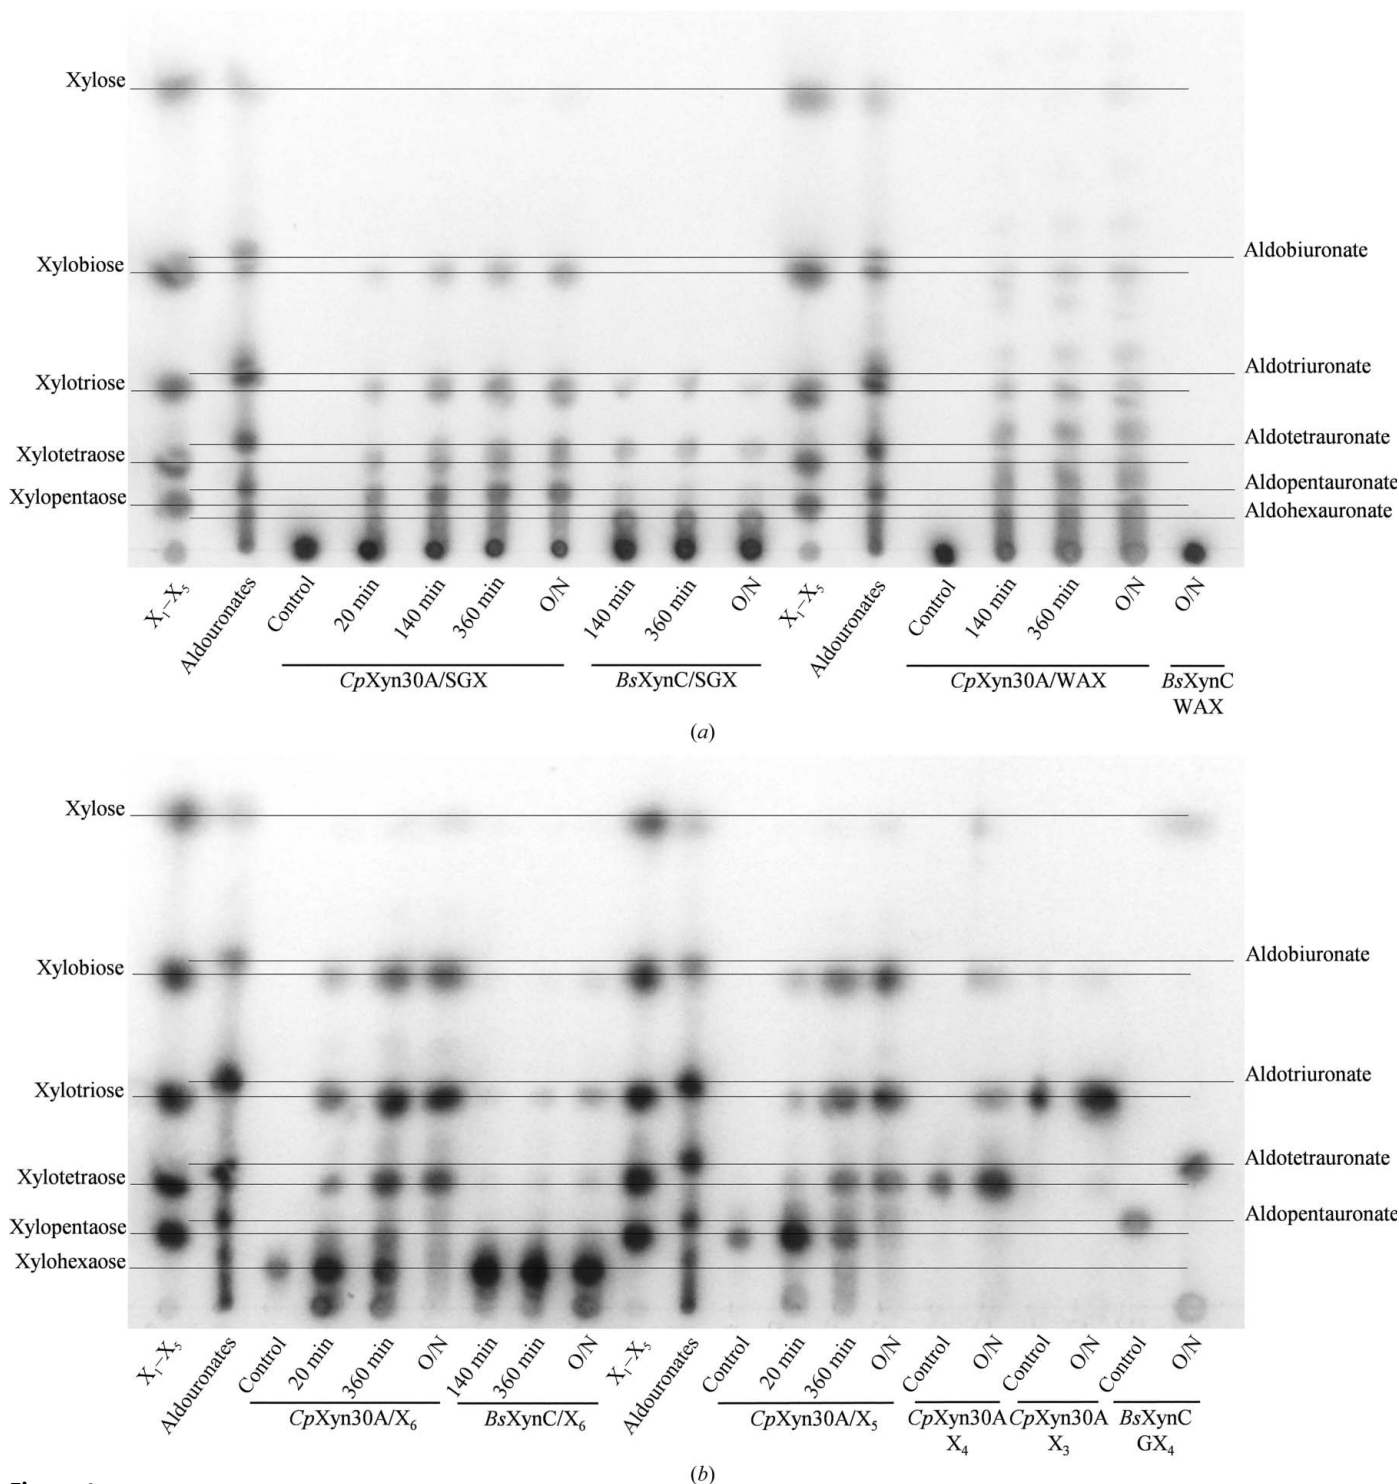 Xylose
Xylobiose
Aldobiuronate
Xylotriose
Aldotriuronate
Xylotetraose
Aldotetrauronate
Xylopentaose
Aldopentauronate
Aldohexauronate
X₁–X₅ Aldouronates Control 20 min 140 min 360 min O/N 140 min 360 min O/N X₁–X₅ Aldouronates Control 140 min 360 min O/N O/N
CpXyn30A/SGX BsXynC/SGX CpXyn30A/WAX BsXynC
WAX
(a)
Xylose
Xylobiose
Aldobiuronate
Xylotriose
Aldotriuronate
Xylotetraose
Aldotetrauronate
Xylopentaose
Aldopentauronate
Xylohexaose
X₁–X₅ Aldouronates Control 20 min 360 min O/N 140 min 360 min O/N X₁–X₅ Aldouronates Control 20 min 360 min O/N Control O/N Control O/N Control O/N
CpXyn30A/X₆ BsXynC/X₆ CpXyn30A/X₅ CpXyn30A CpXyn30A BsXynC
X₄ X₃ GX₄
(b)